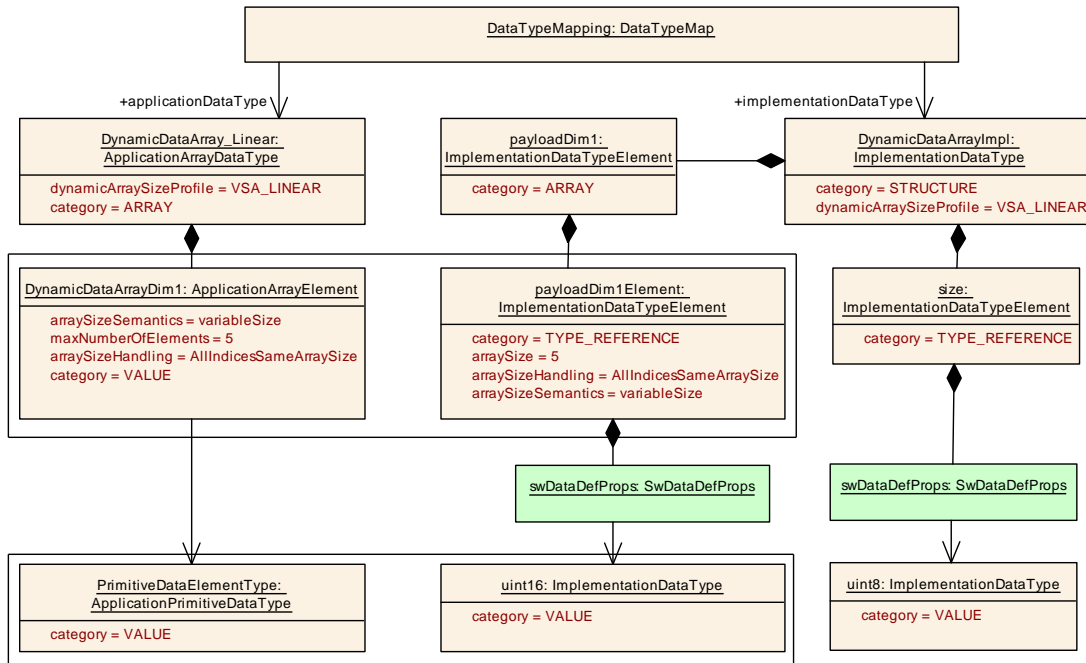 DataTypeMapping: DataTypeMap
+applicationDataType
+implementationDataType
DynamicDataArray_Linear:
ApplicationArrayDataType
dynamicArraySizeProfile = VSA_LINEAR
category = ARRAY
payloadDim1:
ImplementationDataTypeElement
category = ARRAY
DynamicDataArrayImpl:
ImplementationDataType
category = STRUCTURE
dynamicArraySizeProfile = VSA_LINEAR
DynamicDataArrayDim1: ApplicationArrayElement
arraySizeSemantics = variableSize
maxNumberOfElements = 5
arraySizeHandling = AllIndicesSameArraySize
category = VALUE
payloadDim1Element:
ImplementationDataTypeElement
category = TYPE_REFERENCE
arraySize = 5
arraySizeHandling = AllIndicesSameArraySize
arraySizeSemantics = variableSize
size:
ImplementationDataTypeElement
category = TYPE_REFERENCE
swDataDefProps: SwDataDefProps
swDataDefProps: SwDataDefProps
PrimitiveDataElementType:
ApplicationPrimitiveDataType
category = VALUE
uint16: ImplementationDataType
category = VALUE
uint8: ImplementationDataType
category = VALUE